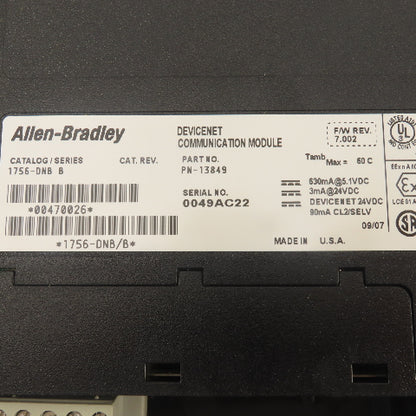 Allen-Bradley
DEVICENET
COMMUNICATION MODULE
F/W REV.
7.002
CATALOG/SERIES
1756-DNB B
CAT. REV.
PART NO.
PN-13849
Tamb Max = 60 C
SERIAL NO.
0049AC22
630mA@5.1VDC
3mA@24VDC
DEVICENET 24VDC
90mA CL2/SELV
*00470026*
*1756-DNB/B*
MADE IN U.S.A.
09/07
UL
Ex